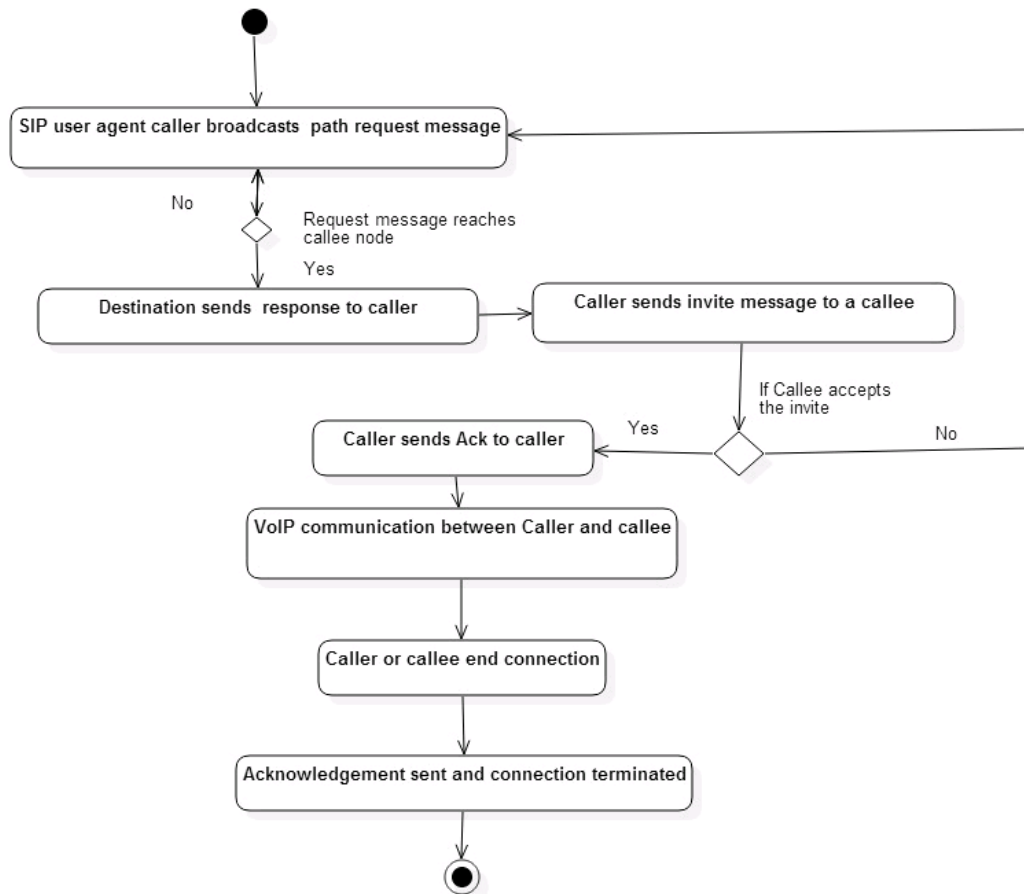 SIP user agent caller broadcasts  path request message
No
Request message reaches
callee node
Yes
Destination sends  response to caller
Caller sends invite message to a callee
If Callee accepts
the invite
Yes
No
Caller sends Ack to caller
VoIP communication between Caller and callee
Caller or callee end connection
Acknowledgement sent and connection terminated